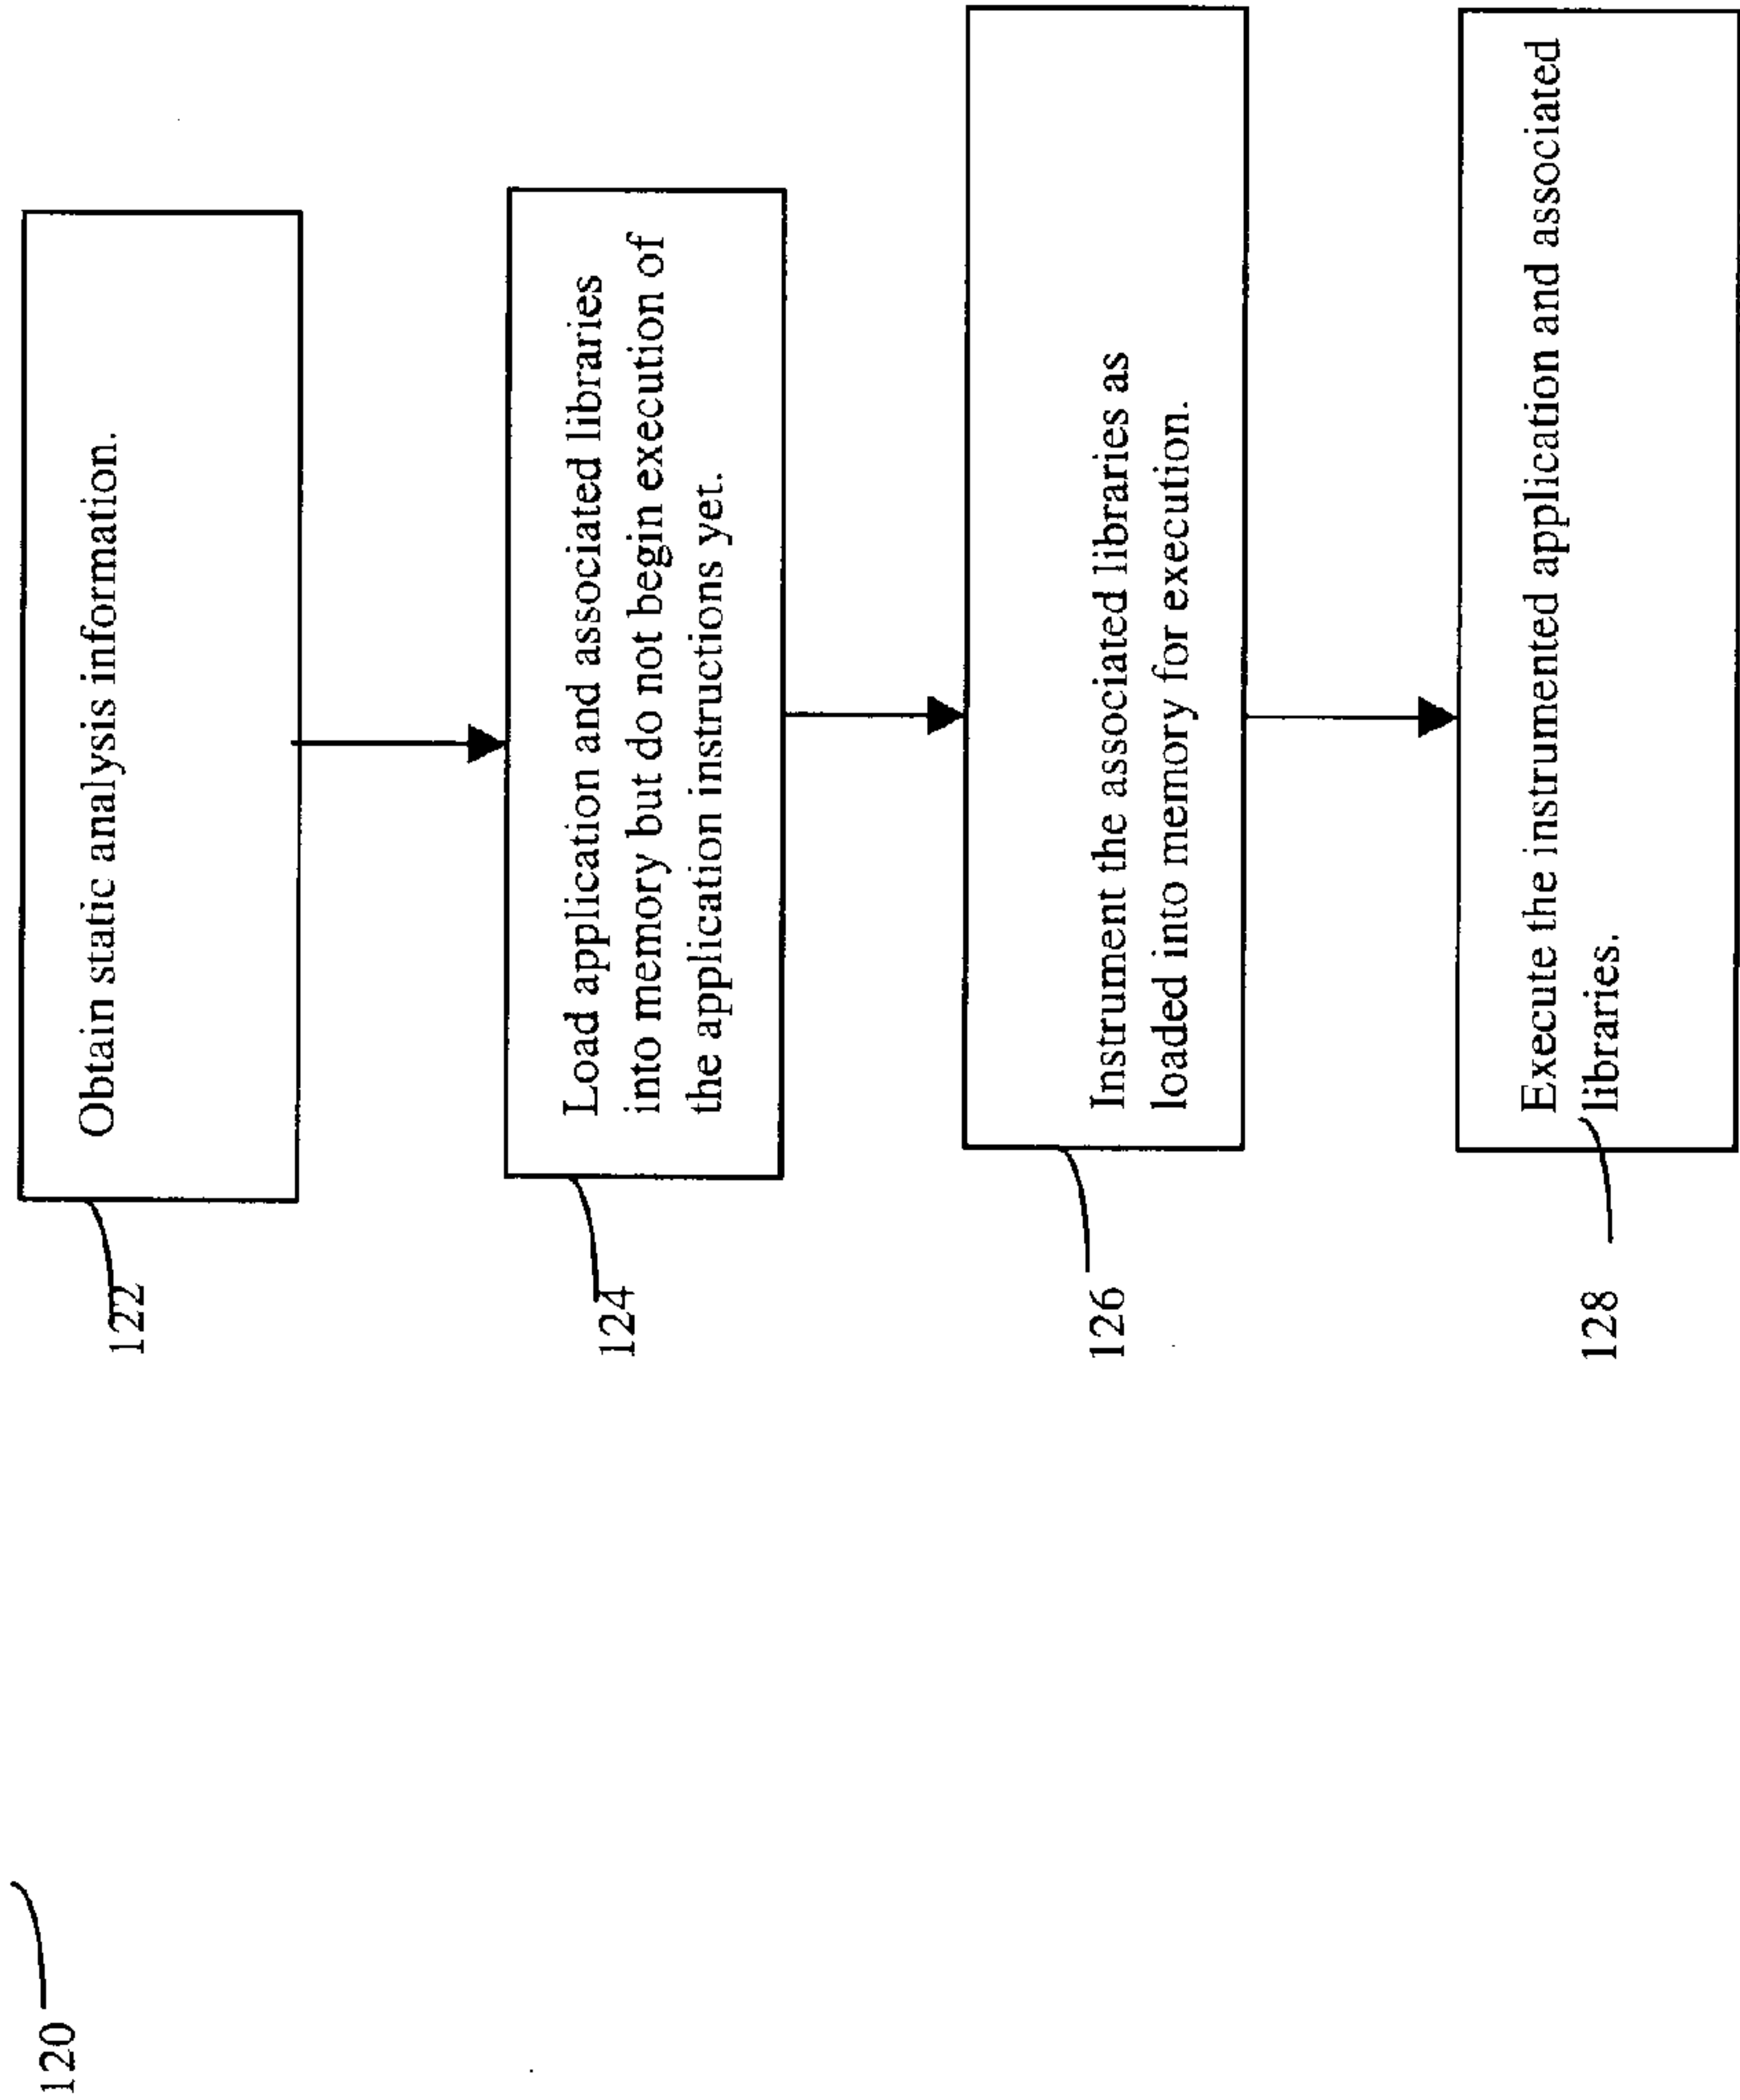 120
122
Obtain static analysis information.
124
Load application and associated libraries
into memory but do not begin execution of
the application instructions yet.
126
Instrument the associated libraries as
loaded into memory for execution.
128
Execute the instrumented application and associated
libraries.